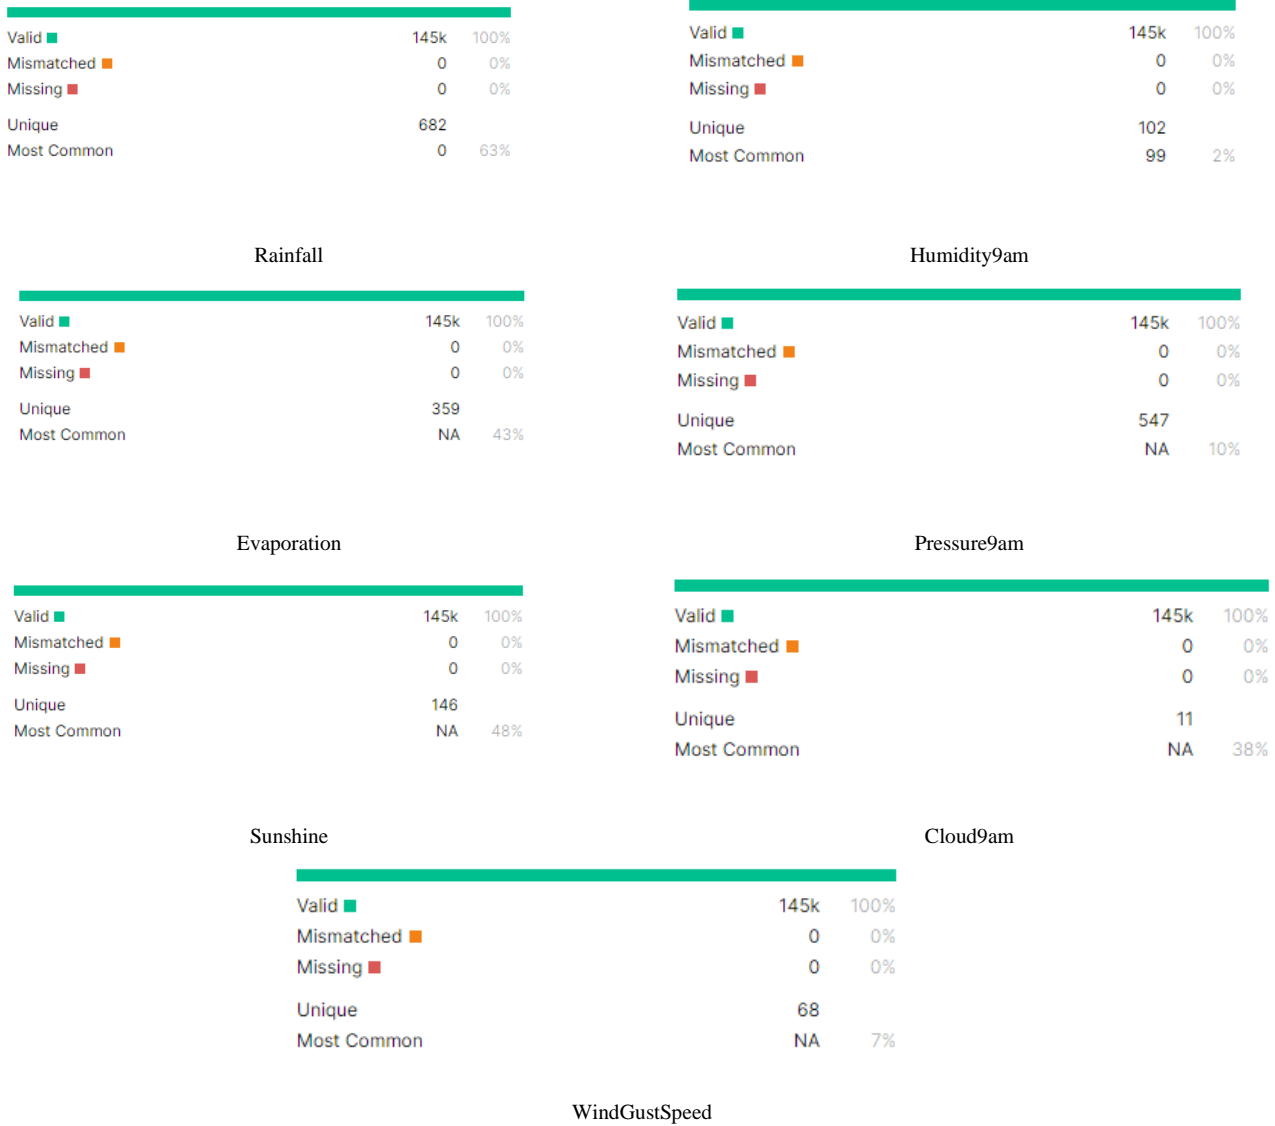 Valid 145k 100%
Mismatched 0 0%
Missing 0 0%
Unique 682
Most Common 0 63%
Rainfall
Valid 145k 100%
Mismatched 0 0%
Missing 0 0%
Unique 102
Most Common 99 2%
Humidity9am
Valid 145k 100%
Mismatched 0 0%
Missing 0 0%
Unique 359
Most Common NA 43%
Evaporation
Valid 145k 100%
Mismatched 0 0%
Missing 0 0%
Unique 547
Most Common NA 10%
Pressure9am
Valid 145k 100%
Mismatched 0 0%
Missing 0 0%
Unique 146
Most Common NA 48%
Sunshine
Valid 145k 100%
Mismatched 0 0%
Missing 0 0%
Unique 11
Most Common NA 38%
Cloud9am
Valid 145k 100%
Mismatched 0 0%
Missing 0 0%
Unique 68
Most Common NA 7%
WindGustSpeed